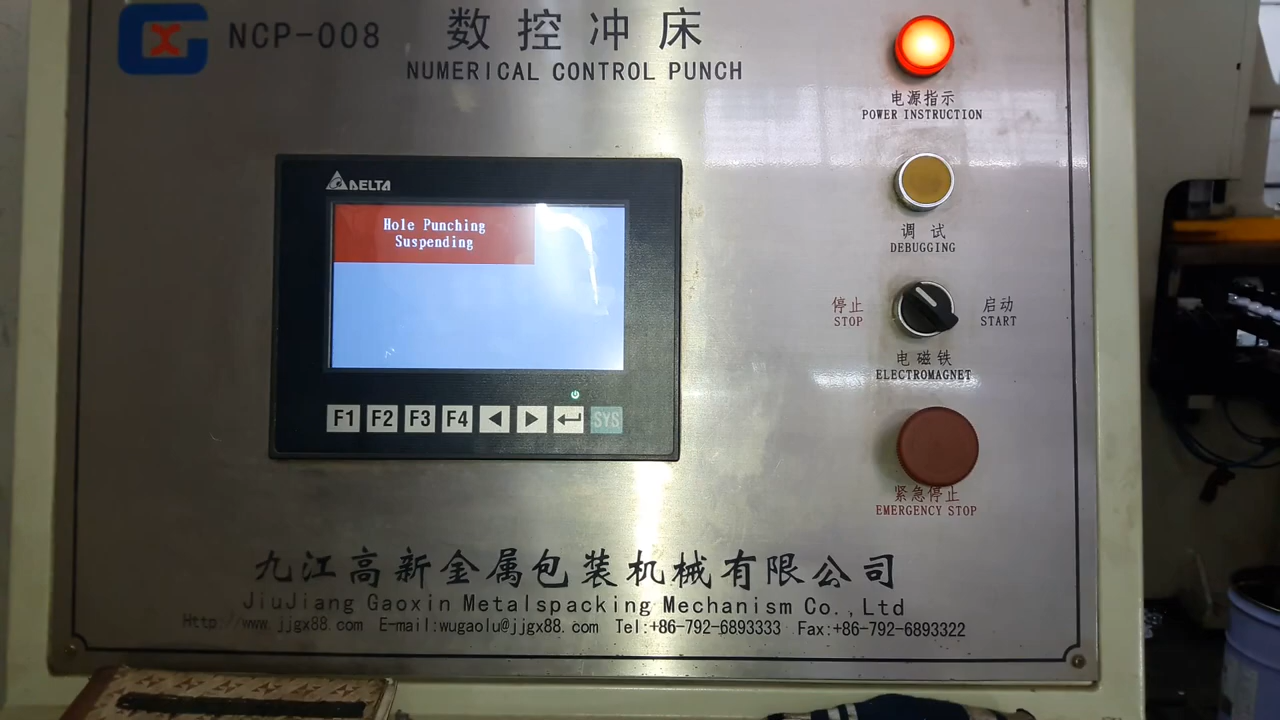 NCP-008
数控冲床
NUMERICAL CONTROL PUNCH
电源指示
POWER INSTRUCTION
DELTA
Hole Punching
Suspending
调试
DEBUGGING
停止
STOP
启动
START
电磁铁
ELECTROMAGNET
F1 F2 F3 F4 SYS
紧急停止
EMERGENCY STOP
九江高新金属包装机械有限公司
JiuJiang Gaoxin Metalspacking Mechanism Co.,Ltd
Http://www.jjgx88.com E-mail:wugaolu@jjgx88.com Tel:+86-792-6893333 Fax:+86-792-6893322